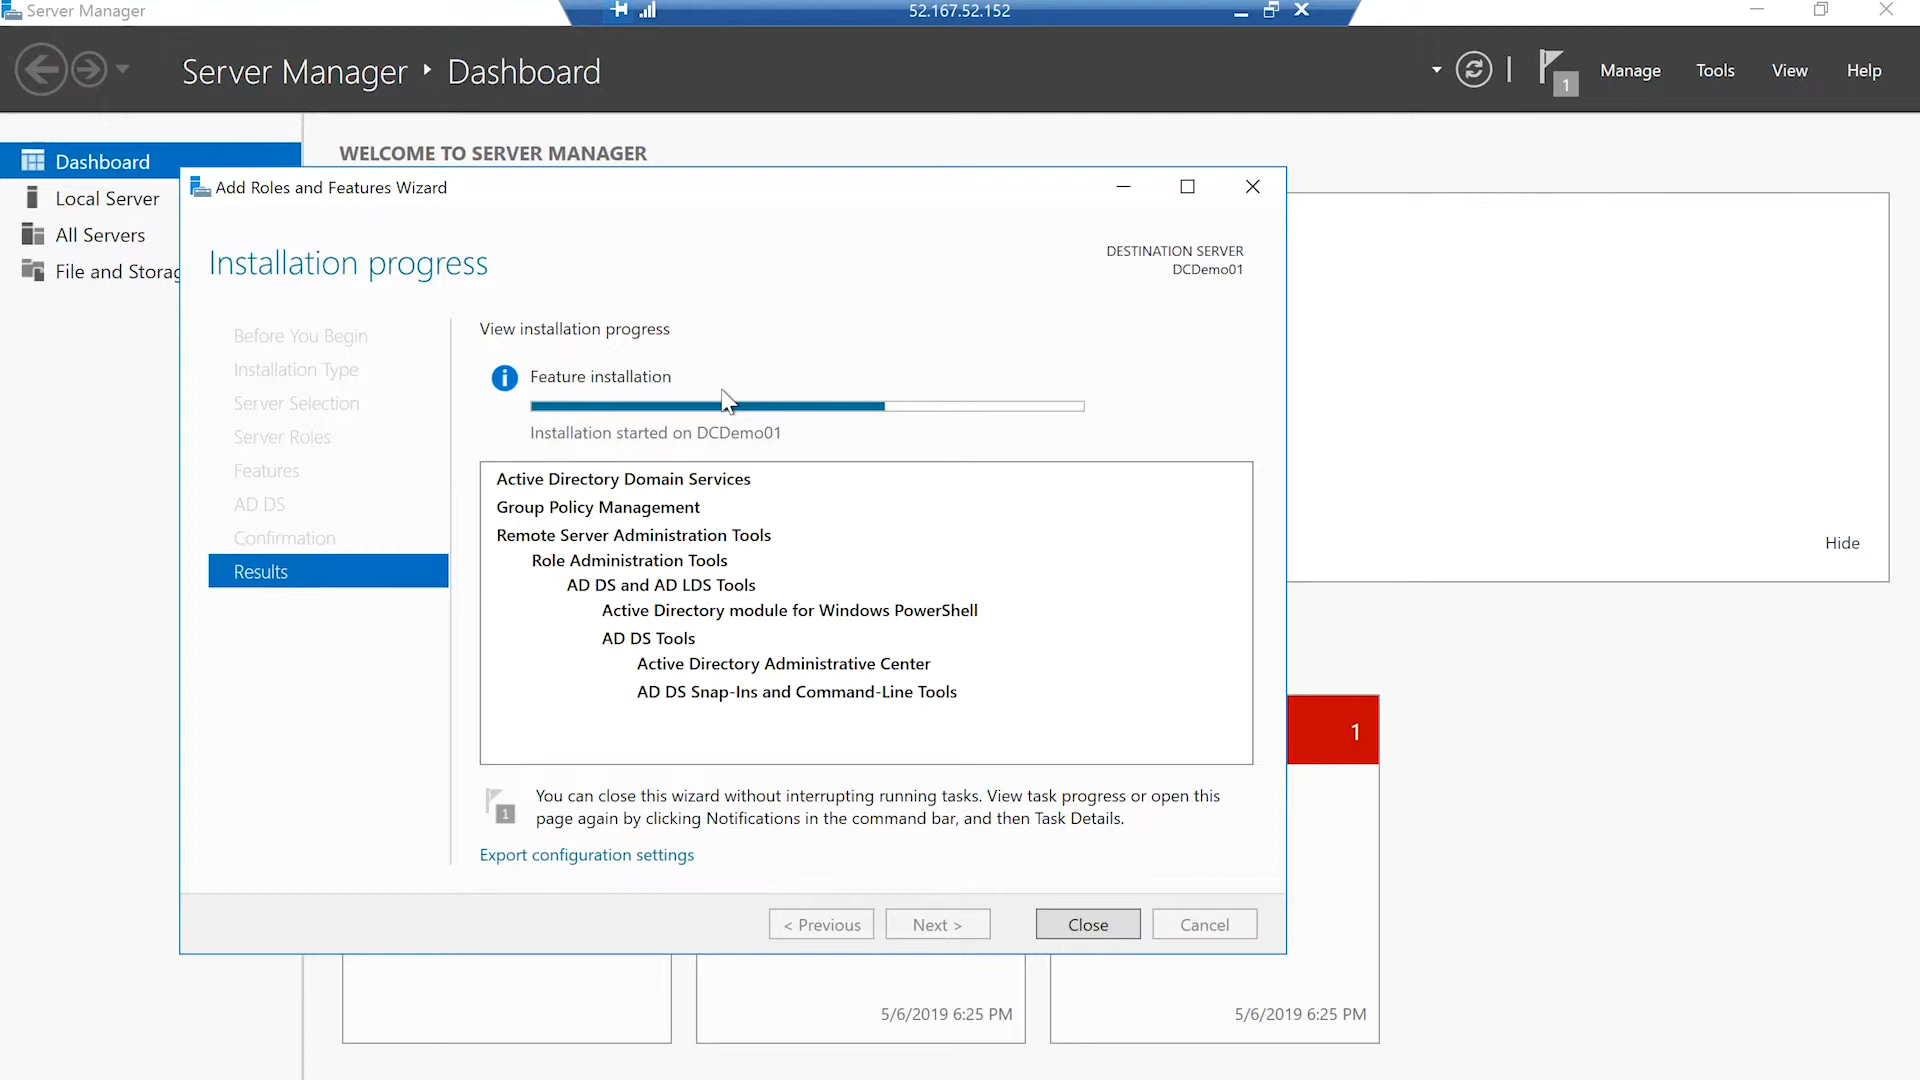 Server Manager
52.167.52.152
Server Manager ‣ Dashboard
1
Manage
Tools
View
Help
Dashboard
Local Server
All Servers
File and Storag
WELCOME TO SERVER MANAGER
Add Roles and Features Wizard
Installation progress
DESTINATION SERVER
DCDemo01
Before You Begin
Installation Type
Server Selection
Server Roles
Features
AD DS
Confirmation
Results
View installation progress
Feature installation
Installation started on DCDemo01
Active Directory Domain Services
Group Policy Management
Remote Server Administration Tools
Role Administration Tools
AD DS and AD LDS Tools
Active Directory module for Windows PowerShell
AD DS Tools
Active Directory Administrative Center
AD DS Snap-Ins and Command-Line Tools
1
You can close this wizard without interrupting running tasks. View task progress or open this
page again by clicking Notifications in the command bar, and then Task Details.
Export configuration settings
< Previous
Next >
Close
Cancel
Hide
1
5/6/2019 6:25 PM
5/6/2019 6:25 PM